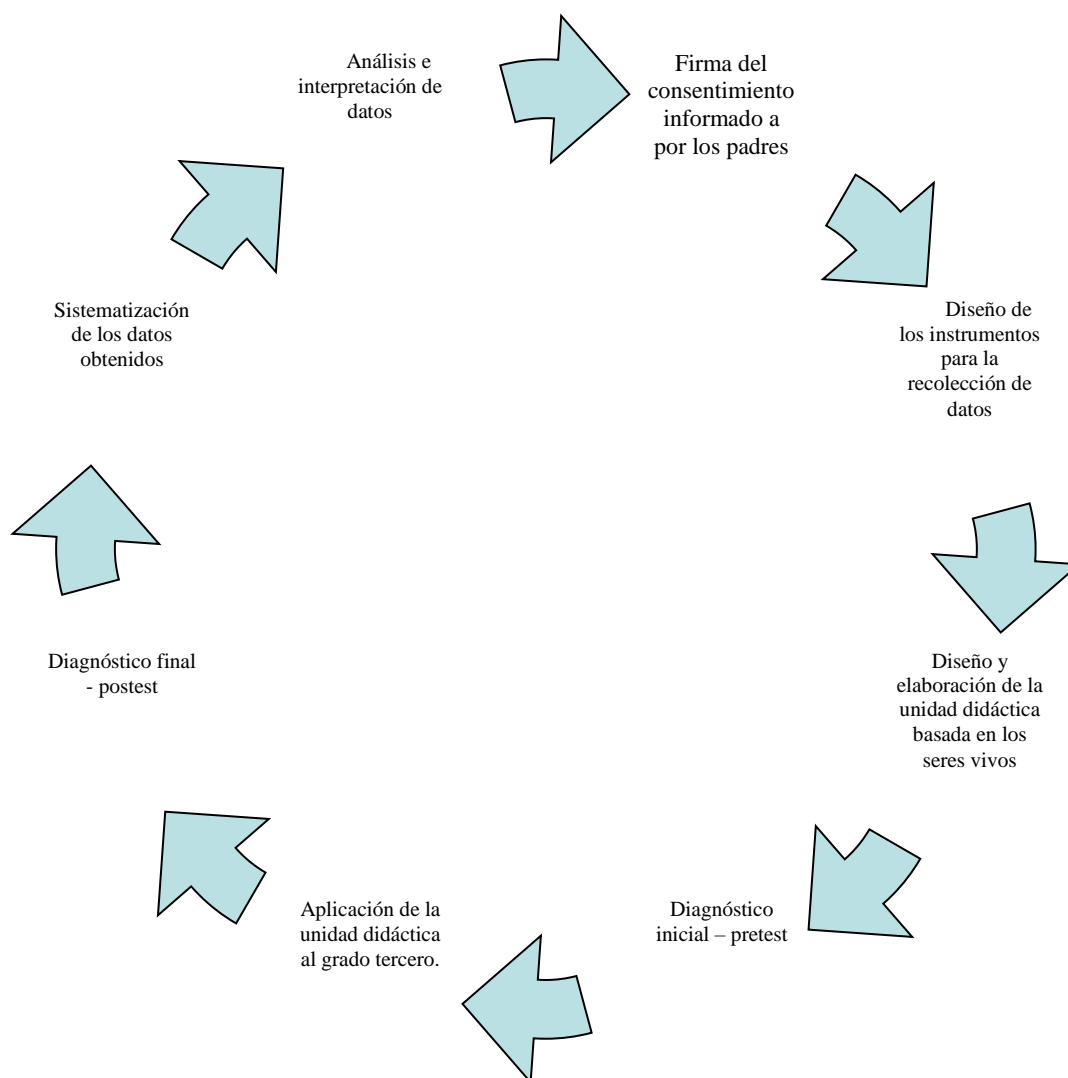 Análisis e
interpretación de
datos
Firma del
consentimiento
informado a
por los padres
Diseño de
los instrumentos
para la
recolección de
datos
Diseño y
elaboración de la
unidad didáctica
basada en los
seres vivos
Diagnóstico
inicial – pretest
Aplicación de la
unidad didáctica
al grado tercero.
Diagnóstico final
- postest
Sistematización
de los datos
obtenidos